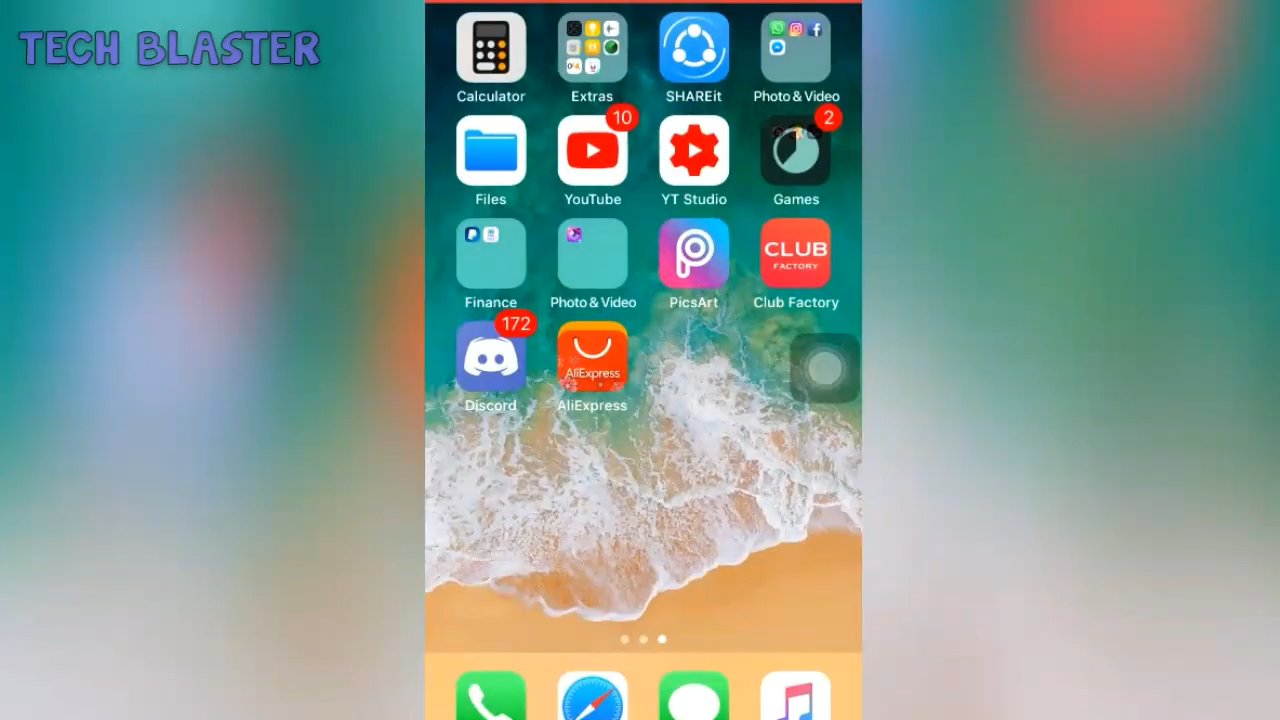 TECH BLASTER
Calculator
Extras
SHAREit
Photo & Video
10
2
Files
YouTube
YT Studio
Games
CLUB
FACTORY
Finance
Photo & Video
PicsArt
Club Factory
172
AliExpress
Discord
AliExpress